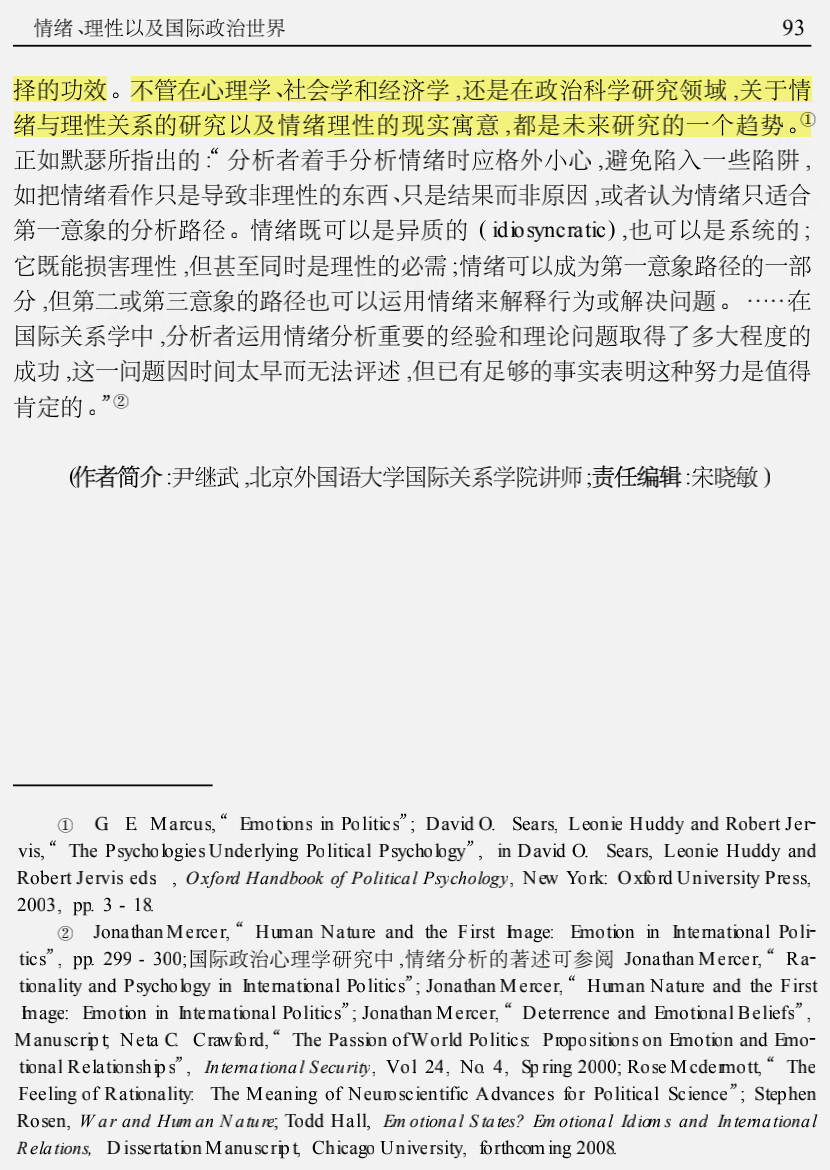 情绪、理性以及国际政治世界 93
择的功效。不管在心理学、社会学和经济学,还是在政治科学研究领域,关于情
绪与理性关系的研究以及情绪理性的现实寓意,都是未来研究的一个趋势。①
正如默瑟所指出的:“分析者着手分析情绪时应格外小心,避免陷入一些陷阱,
如把情绪看作只是导致非理性的东西、只是结果而非原因,或者认为情绪只适合
第一意象的分析路径。情绪既可以是异质的(idiosyncratic),也可以是系统的;
它既能损害理性,但甚至同时是理性的必需;情绪可以成为第一意象路径的一部
分,但第二或第三意象的路径也可以运用情绪来解释行为或解决问题。⋯⋯在
国际关系学中,分析者运用情绪分析重要的经验和理论问题取得了多大程度的
成功,这一问题因时间太早而无法评述,但已有足够的事实表明这种努力是值得
肯定的。”②
(作者简介:尹继武,北京外国语大学国际关系学院讲师;责任编辑:宋晓敏)
① G. E. Marcus, “Emotions in Politics”; David O. Sears, Leonie Huddy and Robert Jer-
vis, “The Psychologies Underlying Political Psychology”, in David O. Sears, Leonie Huddy and
Robert Jervis eds., Oxford Handbook of Political Psychology, New York: Oxford University Press,
2003, pp. 3 - 18.
② Jonathan Mercer, “Human Nature and the First Image: Emotion in International Poli-
tics”, pp. 299 - 300;国际政治心理学研究中,情绪分析的著述可参阅 Jonathan Mercer, “Ra-
tionality and Psychology in International Politics”; Jonathan Mercer, “Human Nature and the First
Image: Emotion in International Politics”; Jonathan Mercer, “Deterrence and Emotional Beliefs”,
Manuscript; Neta C. Crawford, “The Passion of World Politics: Propositions on Emotion and Emo-
tional Relationships”, International Security, Vol. 24, No. 4, Spring 2000; Rose Mcdermott, “The
Feeling of Rationality: The Meaning of Neuroscientific Advances for Political Science”; Stephen
Rosen, War and Human Nature; Todd Hall, Emotional States? Emotional Idioms and International
Relations, Dissertation Manuscript, Chicago University, forthcoming 2008.